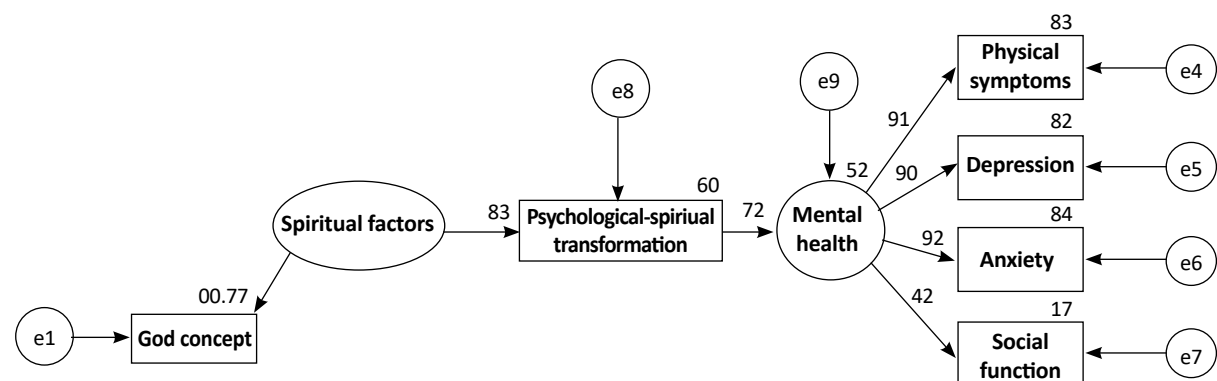 83
Physical
symptoms
e4
e8
e9
91
82
Depression
e5
60
52
90
Spiritual factors
83
Psychological-spiriual
transformation
72
Mental
health
84
92
Anxiety
e6
00.77
42
17
e1
God concept
Social
function
e7